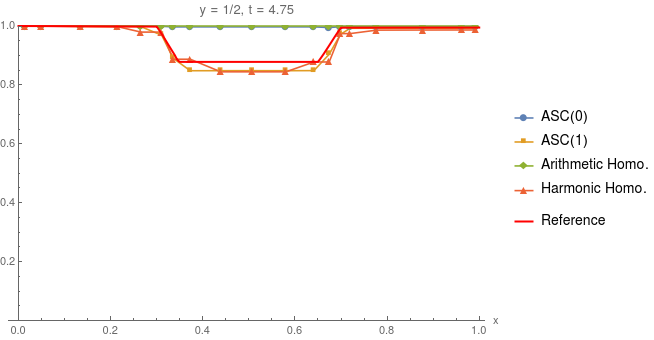 y = 1/2, t = 4.75
1.0
0.8
0.6
0.4
0.2
0.0
0.2
0.4
0.6
0.8
1.0
x
ASC(0)
ASC(1)
Arithmetic Homo.
Harmonic Homo.
Reference